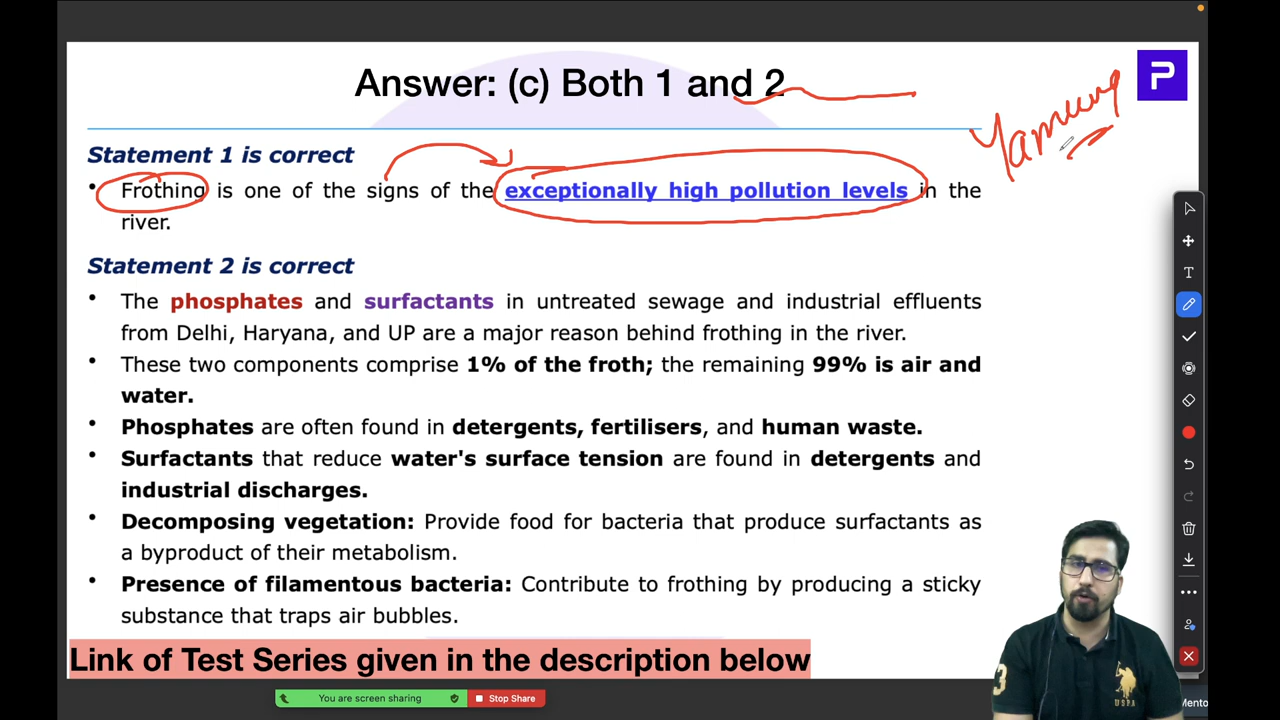 Answer: (c) Both 1 and 2
P
Yamuna
Statement 1 is correct
• Frothing is one of the signs of the exceptionally high pollution levels in the
river.
Statement 2 is correct
• The phosphates and surfactants in untreated sewage and industrial effluents
from Delhi, Haryana, and UP are a major reason behind frothing in the river.
• These two components comprise 1% of the froth; the remaining 99% is air and
water.
• Phosphates are often found in detergents, fertilisers, and human waste.
• Surfactants that reduce water's surface tension are found in detergents and
industrial discharges.
• Decomposing vegetation: Provide food for bacteria that produce surfactants as
a byproduct of their metabolism.
• Presence of filamentous bacteria: Contribute to frothing by producing a sticky
substance that traps air bubbles.
Link of Test Series given in the description below
You are screen sharing
Stop Share
3
USPA
Mento